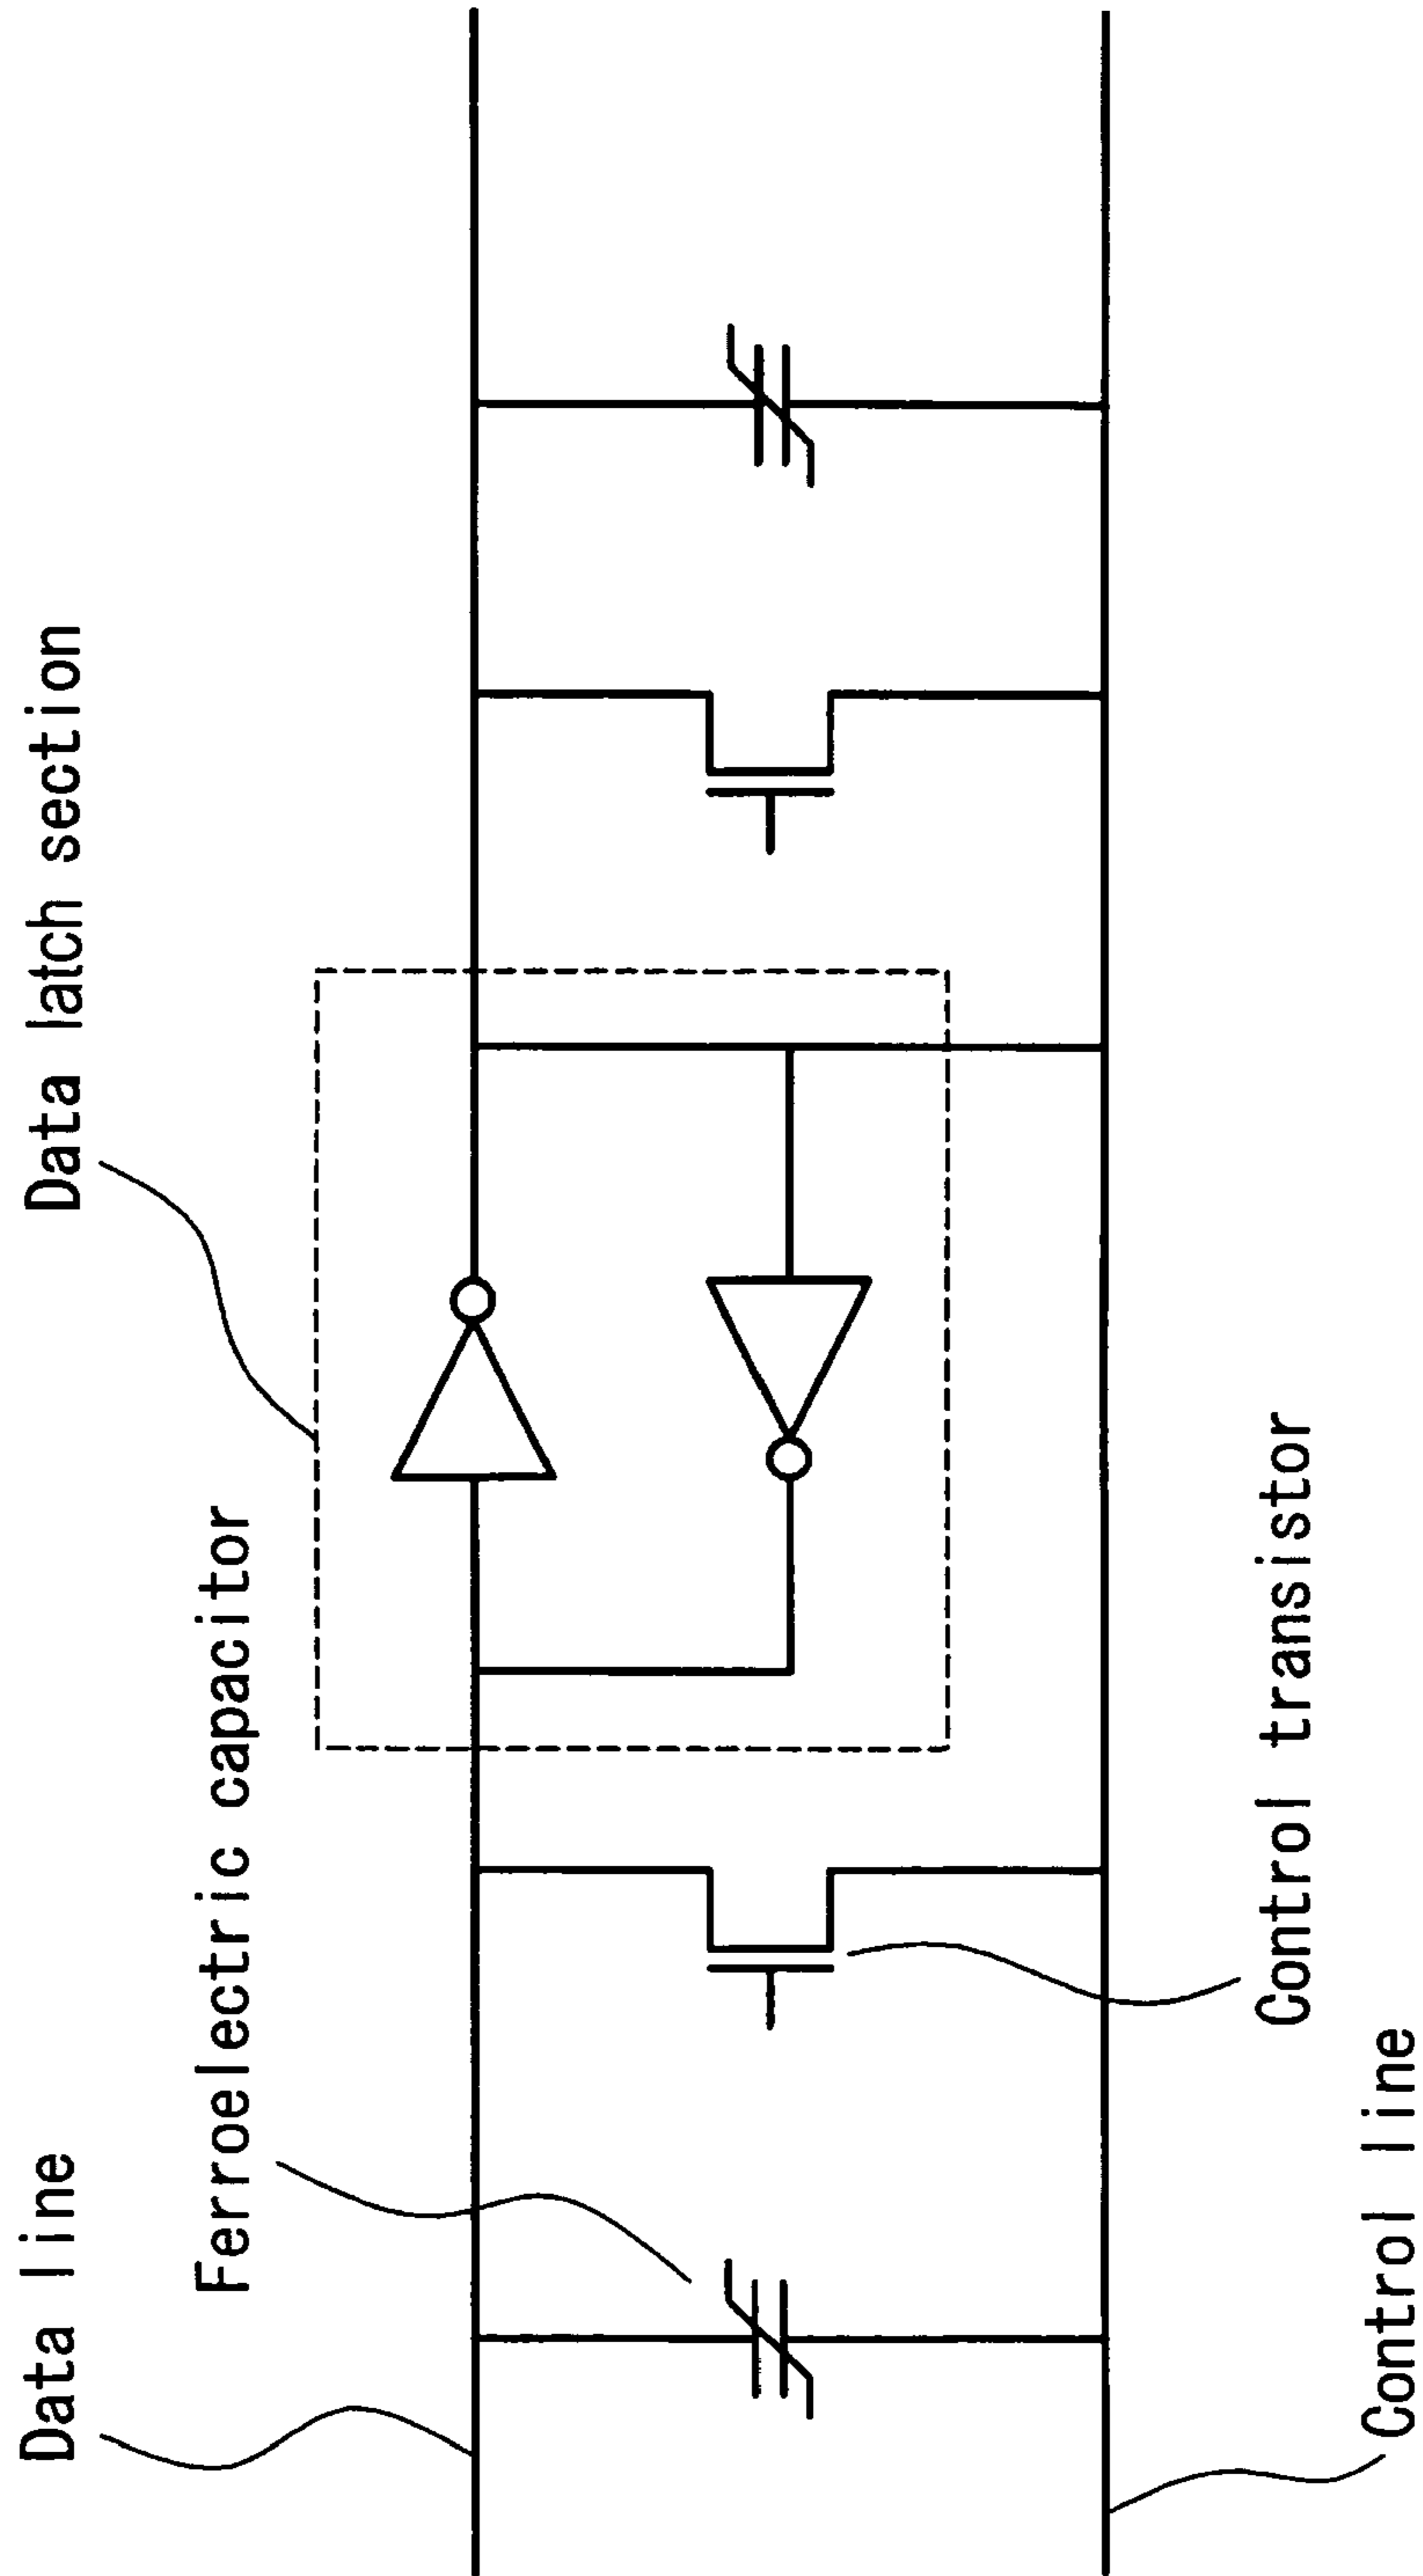 Data line
Ferroelectric capacitor
Data latch section
Control line
Control transistor